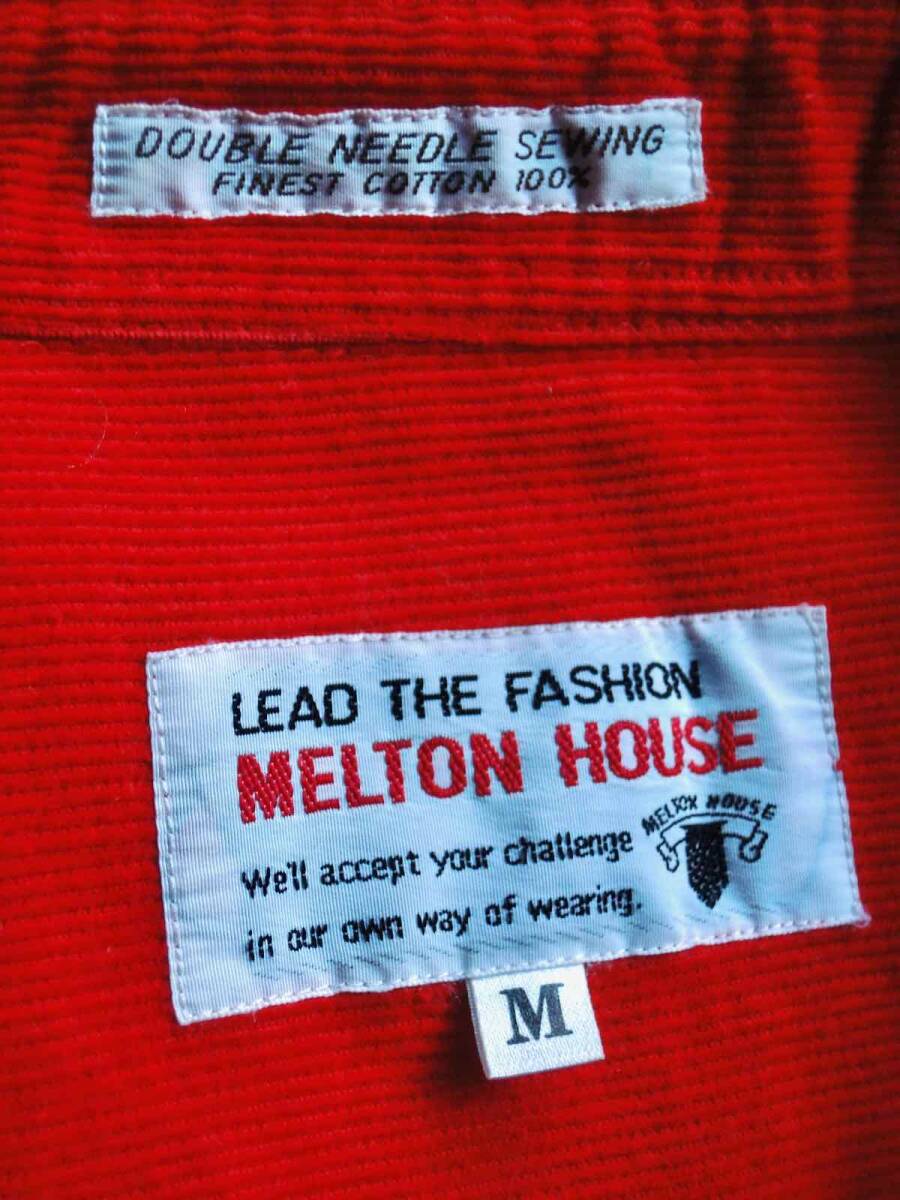 DOUBLE NEEDLE SEWING
FINEST COTTON 100%
LEAD THE FASHION
MELTON HOUSE
MELTON HOUSE
We'll accept your challenge
in our own way of wearing.
M